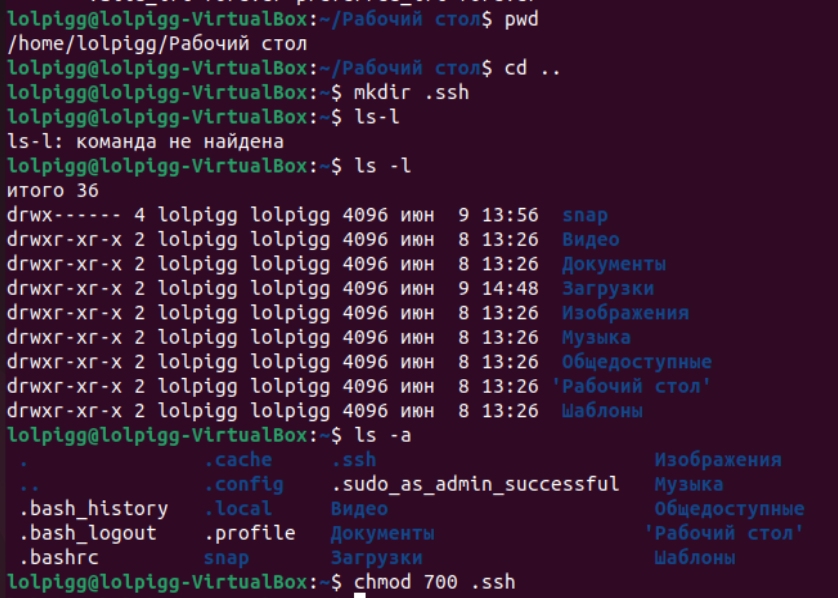 lolpigg@lolpigg-VirtualBox:~/Рабочий стол$ pwd
/home/lolpigg/Рабочий стол
lolpigg@lolpigg-VirtualBox:~/Рабочий стол$ cd ..
lolpigg@lolpigg-VirtualBox:~$ mkdir .ssh
lolpigg@lolpigg-VirtualBox:~$ ls-l
ls-l: команда не найдена
lolpigg@lolpigg-VirtualBox:~$ ls -l
итого 36
drwx------ 4 lolpigg lolpigg 4096 июн  9 13:56  snap
drwxr-xr-x 2 lolpigg lolpigg 4096 июн  8 13:26  Видео
drwxr-xr-x 2 lolpigg lolpigg 4096 июн  8 13:26  Документы
drwxr-xr-x 2 lolpigg lolpigg 4096 июн  9 14:48  Загрузки
drwxr-xr-x 2 lolpigg lolpigg 4096 июн  8 13:26  Изображения
drwxr-xr-x 2 lolpigg lolpigg 4096 июн  8 13:26  Музыка
drwxr-xr-x 2 lolpigg lolpigg 4096 июн  8 13:26  Общедоступные
drwxr-xr-x 2 lolpigg lolpigg 4096 июн  8 13:26 'Рабочий стол'
drwxr-xr-x 2 lolpigg lolpigg 4096 июн  8 13:26  Шаблоны
lolpigg@lolpigg-VirtualBox:~$ ls -a
.  .cache  .ssh  Изображения
..  .config  .sudo_as_admin_successful  Музыка
.bash_history  .local  Видео  Общедоступные
.bash_logout  .profile  Документы  'Рабочий стол'
.bashrc  snap  Загрузки  Шаблоны
lolpigg@lolpigg-VirtualBox:~$ chmod 700 .ssh